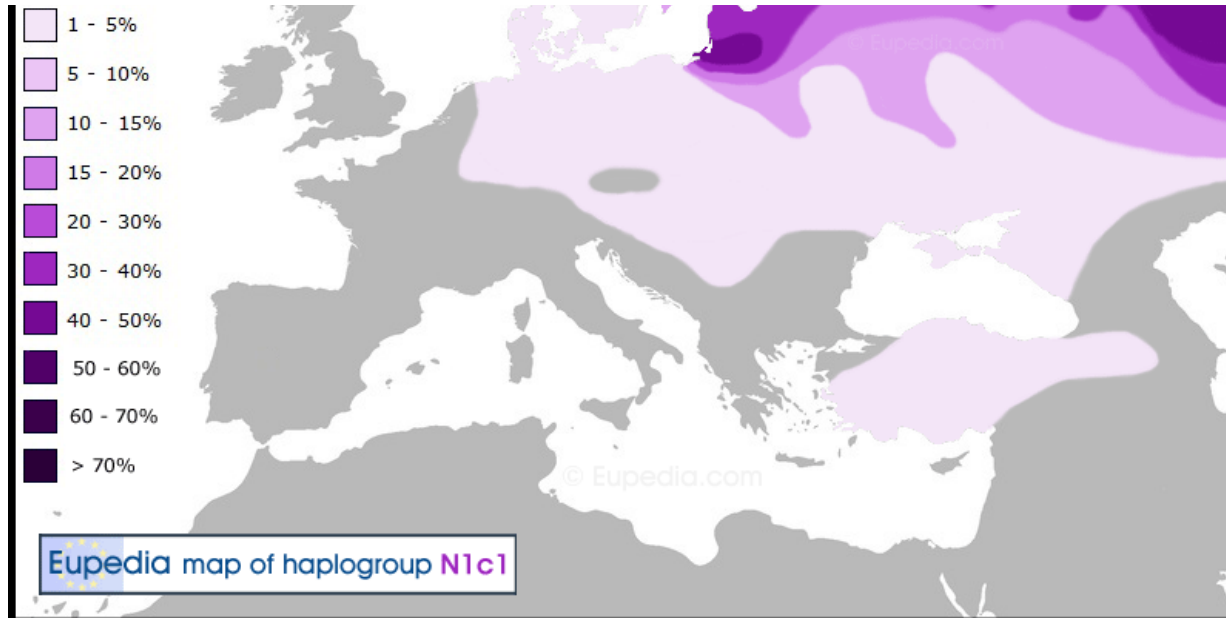 1 - 5%
5 - 10%
10 - 15%
15 - 20%
20 - 30%
30 - 40%
40 - 50%
50 - 60%
60 - 70%
> 70%
© Eupedia.com
© Eupedia.com
Eupedia map of haplogroup N1c1